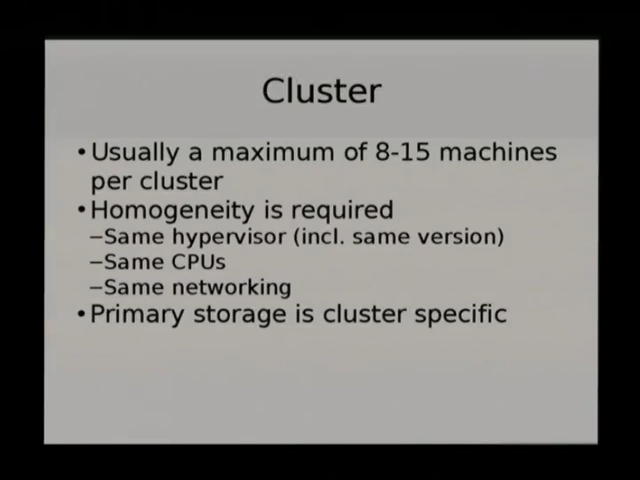 Cluster
•Usually a maximum of 8-15 machines
per cluster
•Homogeneity is required
–Same hypervisor (incl. same version)
–Same CPUs
–Same networking
•Primary storage is cluster specific